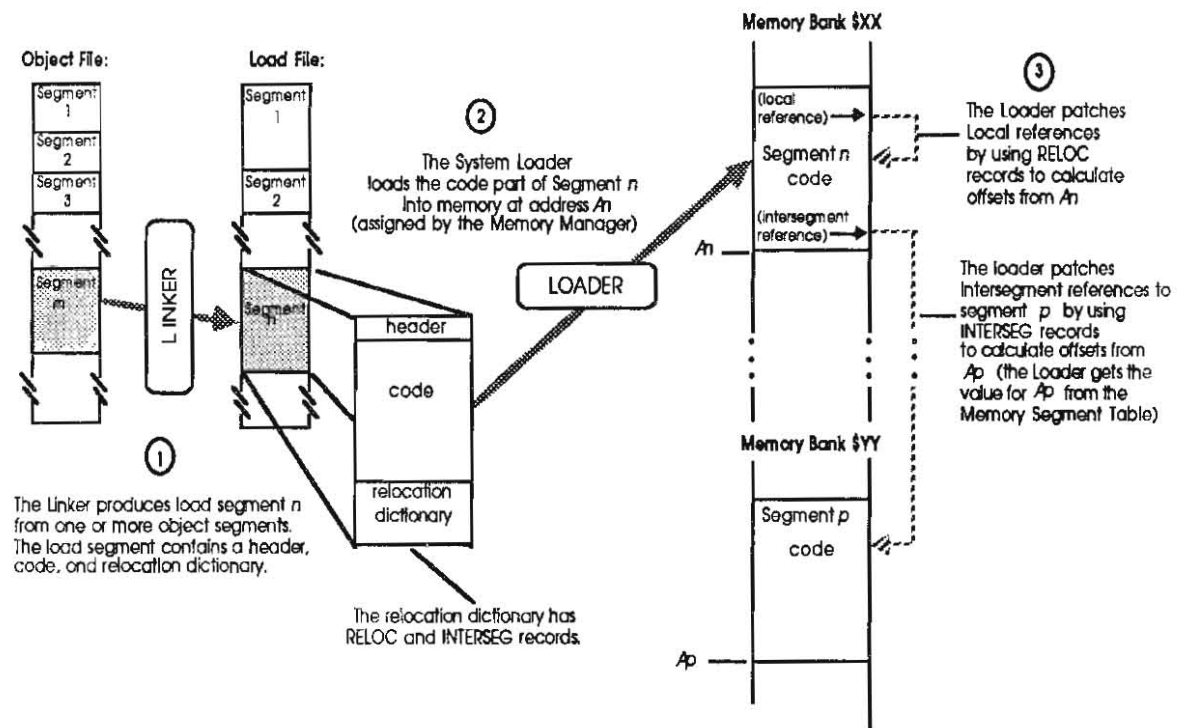 Object File:
Segment
1
Segment
2
Segment
3
Segment
m
LINKER
Load File:
Segment
1
Segment
2
Segment
n
header
code
relocation
dictionary
1
The Linker produces load segment n
from one or more object segments.
The load segment contains a header,
code, and relocation dictionary.
The relocation dictionary has
RELOC and INTERSEG records.
2
The System Loader
loads the code part of Segment n
into memory at address An
(assigned by the Memory Manager)
LOADER
Memory Bank $XX
(local
reference)
Segment n
code
(intersegment
reference)
An
Memory Bank $YY
Segment p
code
Ap
3
The Loader patches
Local references
by using RELOC
records to calculate
offsets from An
The loader patches
Intersegment references to
segment p by using
INTERSEG records
to calculate offsets from
Ap (the Loader gets the
value for Ap from the
Memory Segment Table)